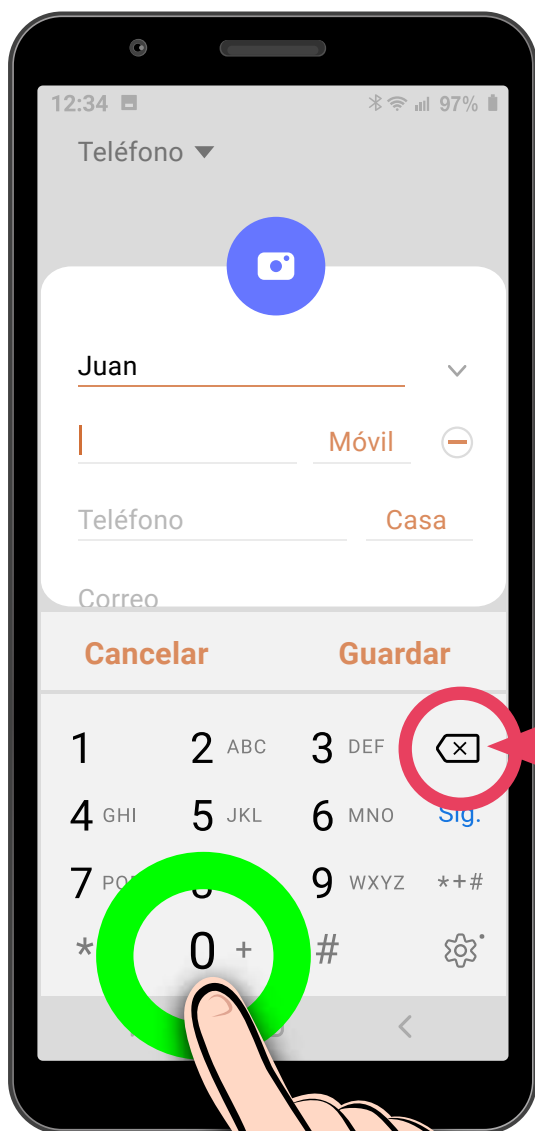 12:34 97%
Teléfono
Juan
Móvil
Teléfono Casa
Correo
Cancelar Guardar
1 2 ABC 3 DEF
4 GHI 5 JKL 6 MNO Sig.
7 9 WXYZ *+#
* 0 + #